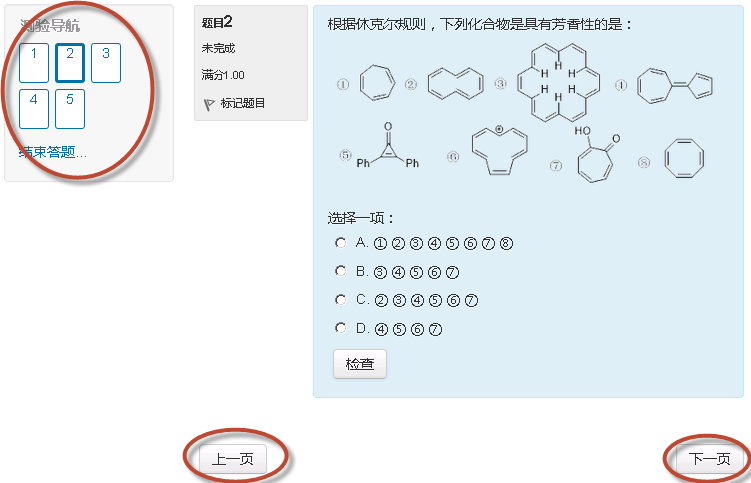 测验导航
1 2 3
4 5
结束答题...
题目2
未完成
满分1.00
标记题目
根据休克尔规则，下列化合物是具有芳香性的是：
① ② ③ H H H H H H ④
⑤ O Ph Ph ⑥ ⊕ ⑦ HO O ⑧
选择一项：
A. ① ② ③ ④ ⑤ ⑥ ⑦ ⑧
B. ③ ④ ⑤ ⑥ ⑦
C. ② ③ ④ ⑤ ⑥ ⑦
D. ④ ⑤ ⑥ ⑦
检查
上一页
下一页